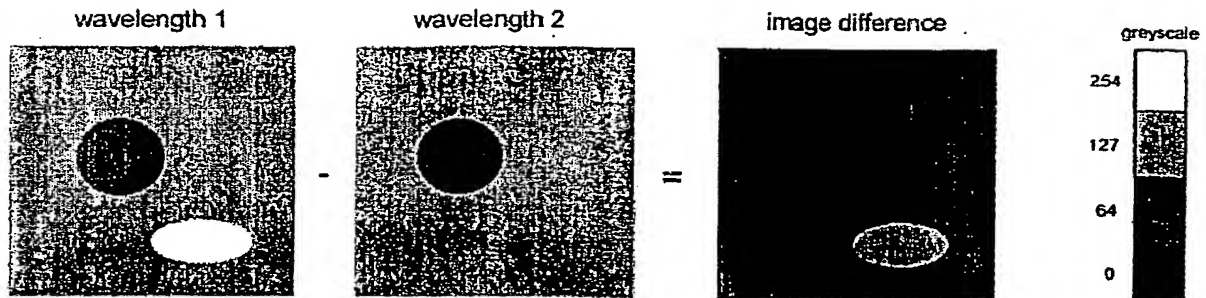 wavelength 1
wavelength 2
image difference
greyscale
-
=
254
127
64
0